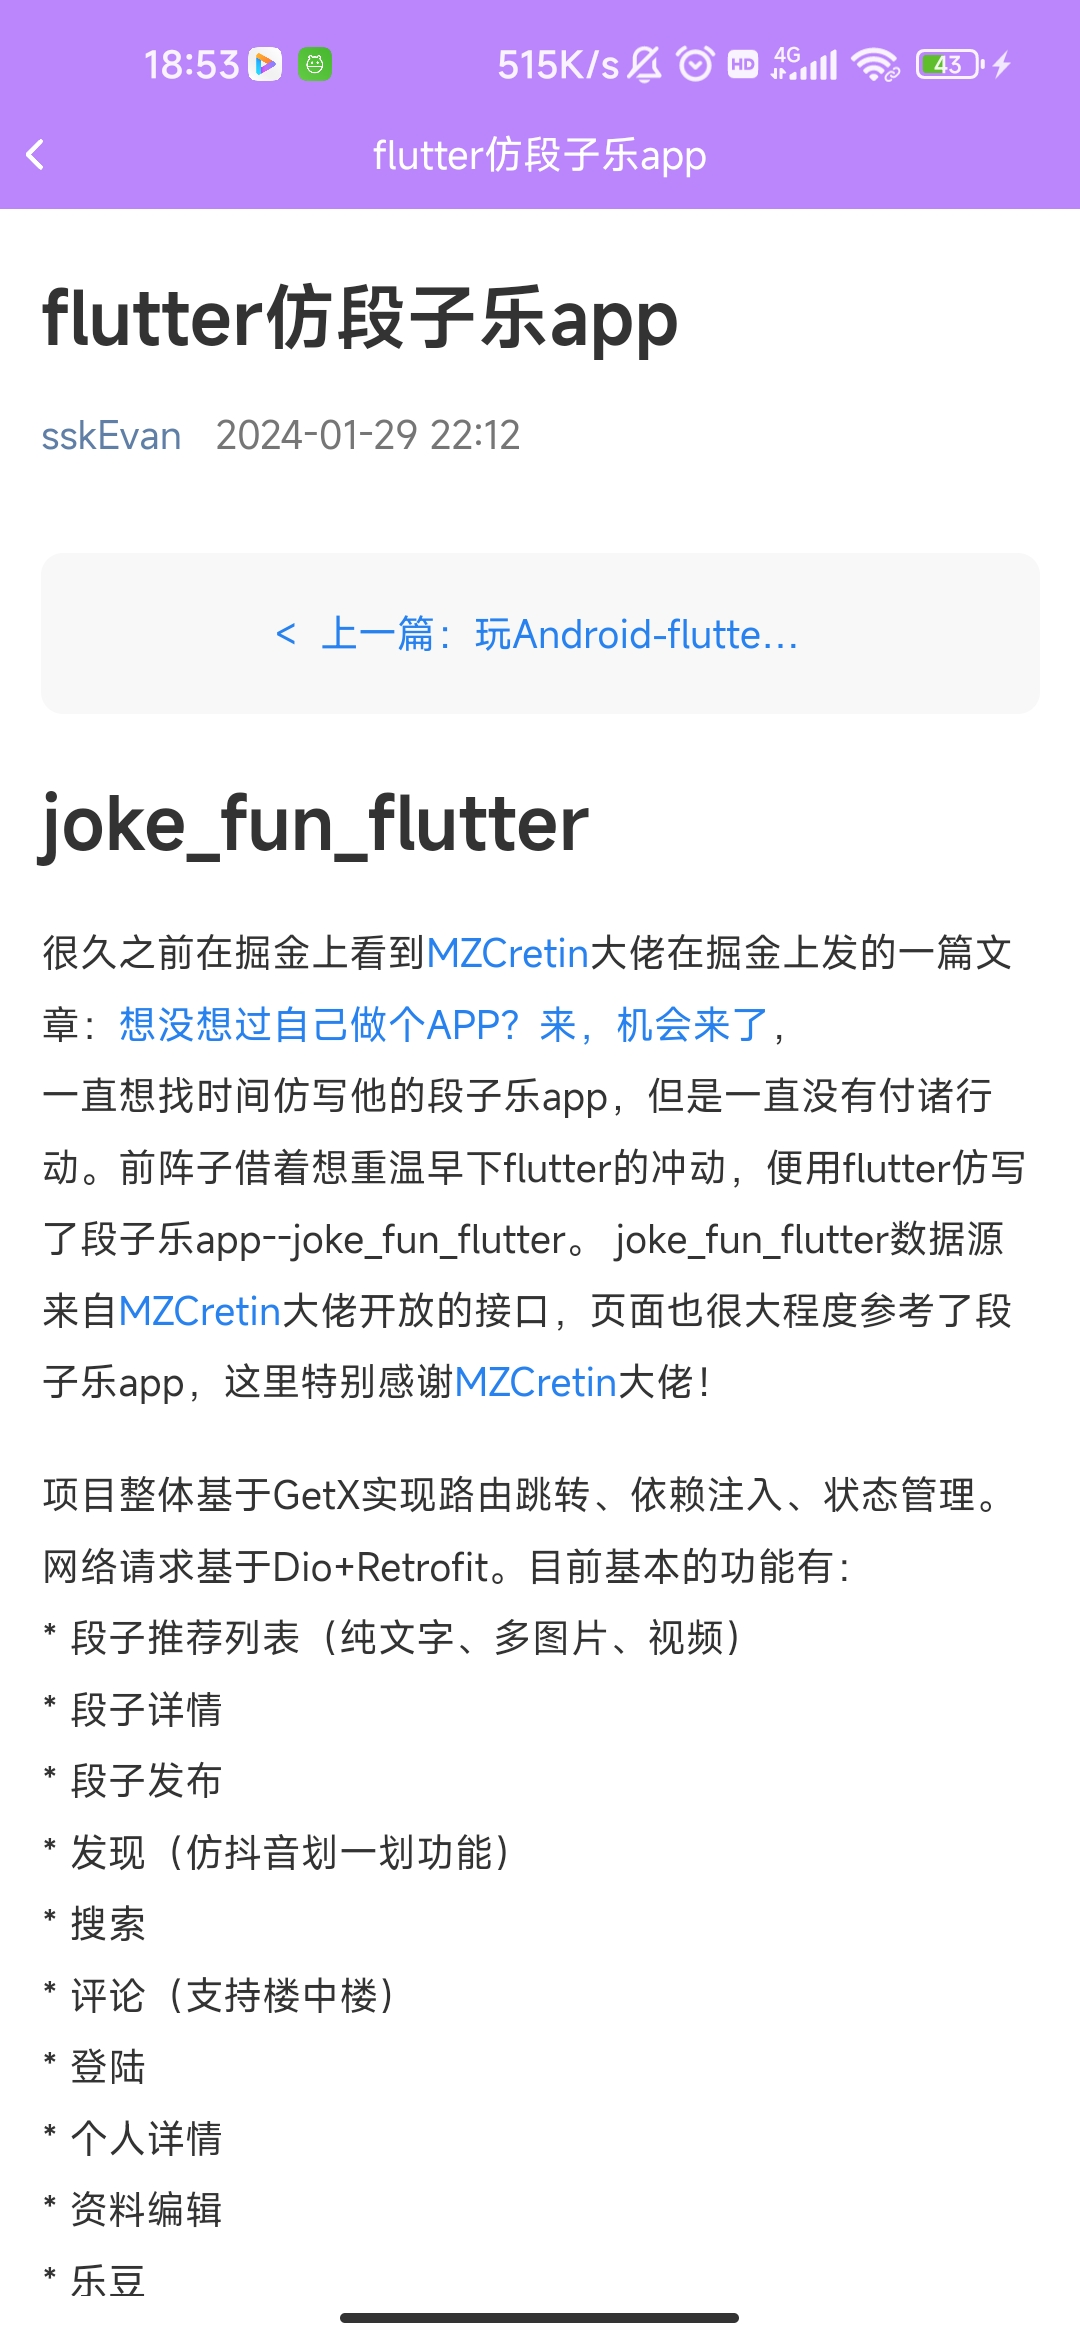 18:53
515K/s
HD
4G
43
flutter仿段子乐app
flutter仿段子乐app
sskEvan 2024-01-29 22:12
< 上一篇：玩Android-flutte...
joke_fun_flutter
很久之前在掘金上看到MZCretin大佬在掘金上发的一篇文
章：想没想过自己做个APP？来，机会来了，
一直想找时间仿写他的段子乐app，但是一直没有付诸行
动。前阵子借着想重温早下flutter的冲动，便用flutter仿写
了段子乐app--joke_fun_flutter。 joke_fun_flutter数据源
来自MZCretin大佬开放的接口，页面也很大程度参考了段
子乐app，这里特别感谢MZCretin大佬！
项目整体基于GetX实现路由跳转、依赖注入、状态管理。
网络请求基于Dio+Retrofit。目前基本的功能有：
* 段子推荐列表（纯文字、多图片、视频）
* 段子详情
* 段子发布
* 发现（仿抖音划一划功能）
* 搜索
* 评论（支持楼中楼）
* 登陆
* 个人详情
* 资料编辑
* 乐豆